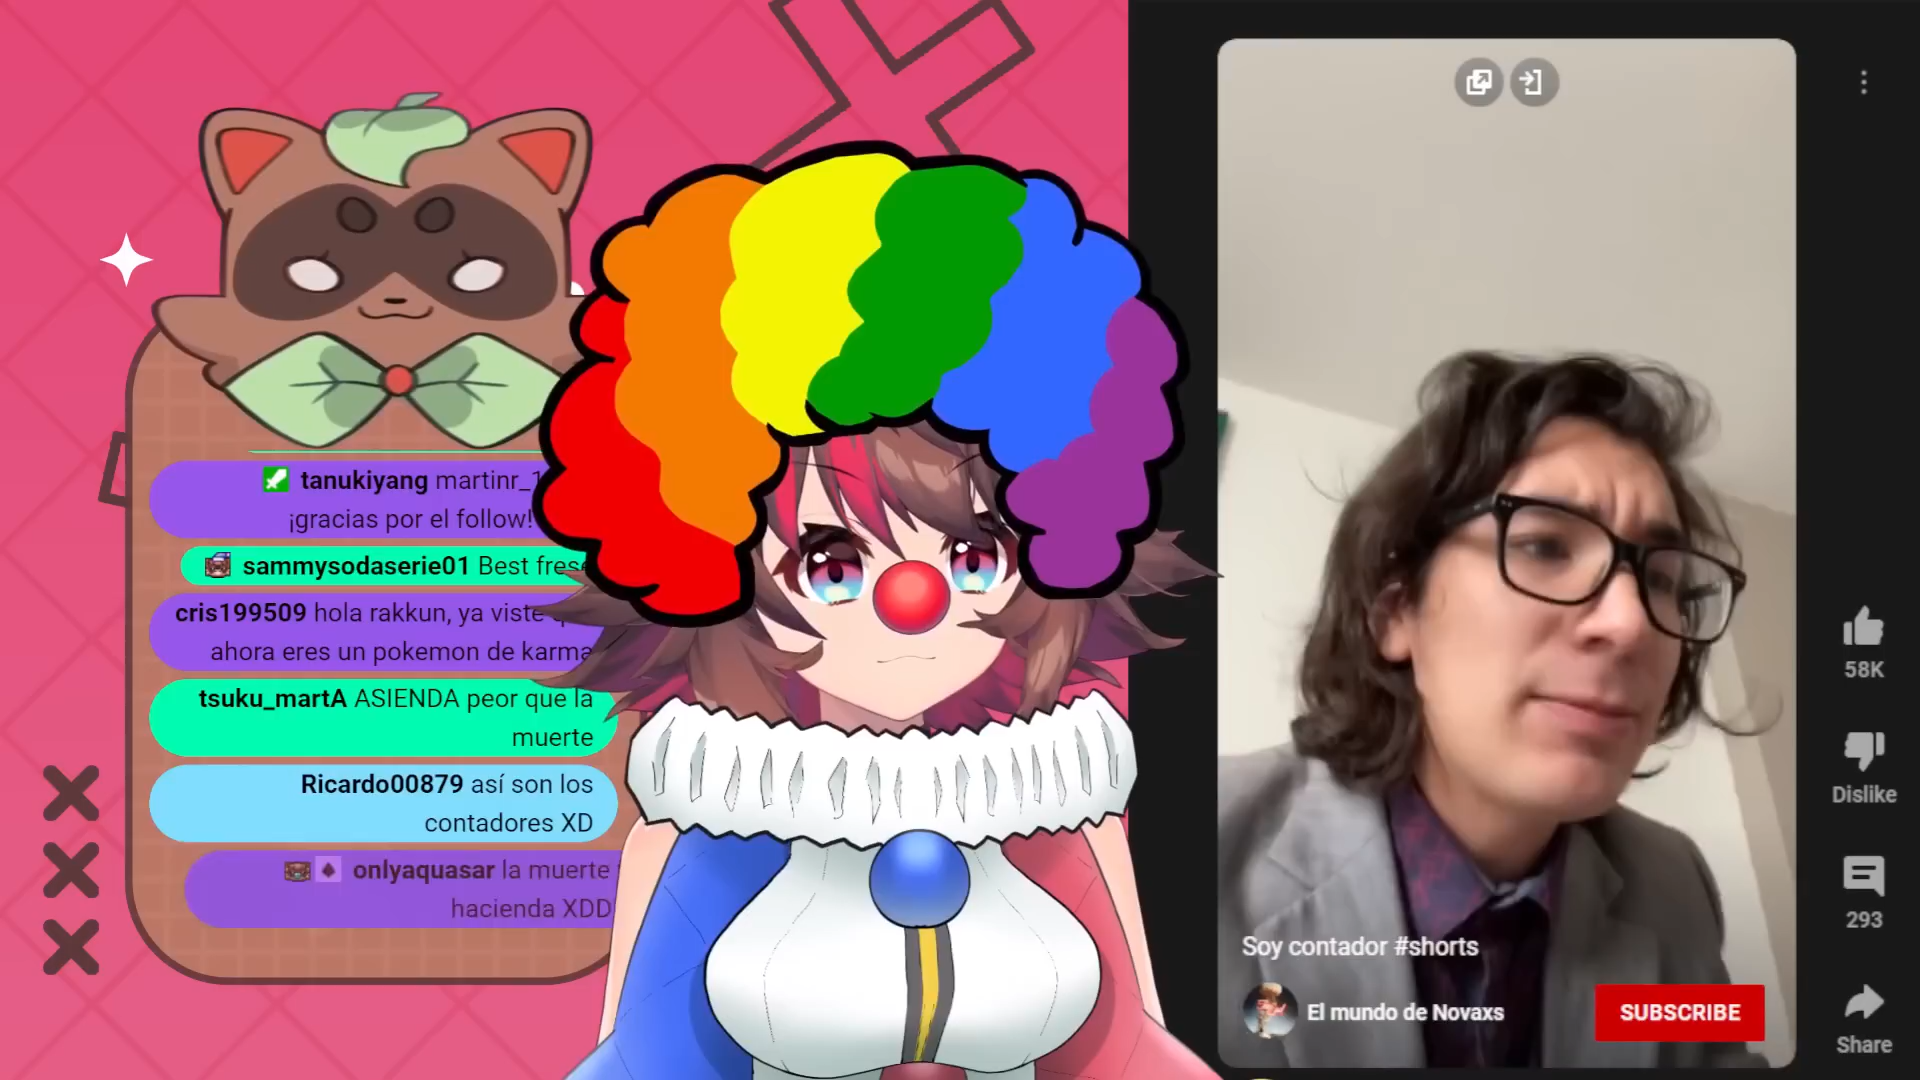 tanukiyang martinr_1
¡gracias por el follow!
sammysodaserie01 Best frese
cris199509 hola rakkun, ya viste
ahora eres un pokemon de karma
tsuku_martA ASIENDA peor que la
muerte
Ricardo00879 así son los
contadores XD
onlyaquasar la muerte
hacienda XDD
Soy contador #shorts
El mundo de Novaxs
SUBSCRIBE
58K
Dislike
293
Share